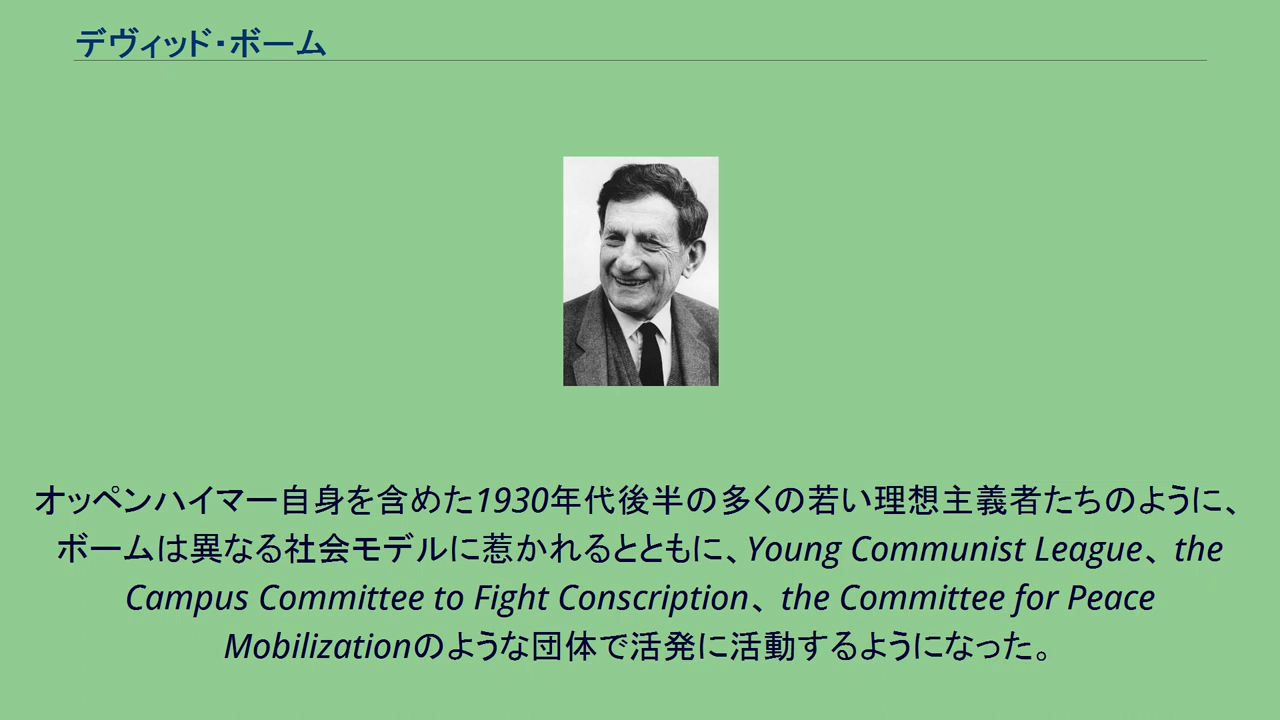 デヴィッド・ボーム
オッペンハイマー自身を含めた1930年代後半の多くの若い理想主義者たちのように、
ボームは異なる社会モデルに惹かれるとともに、Young Communist League、the
Campus Committee to Fight Conscription、the Committee for Peace
Mobilizationのような団体で活発に活動するようになった。